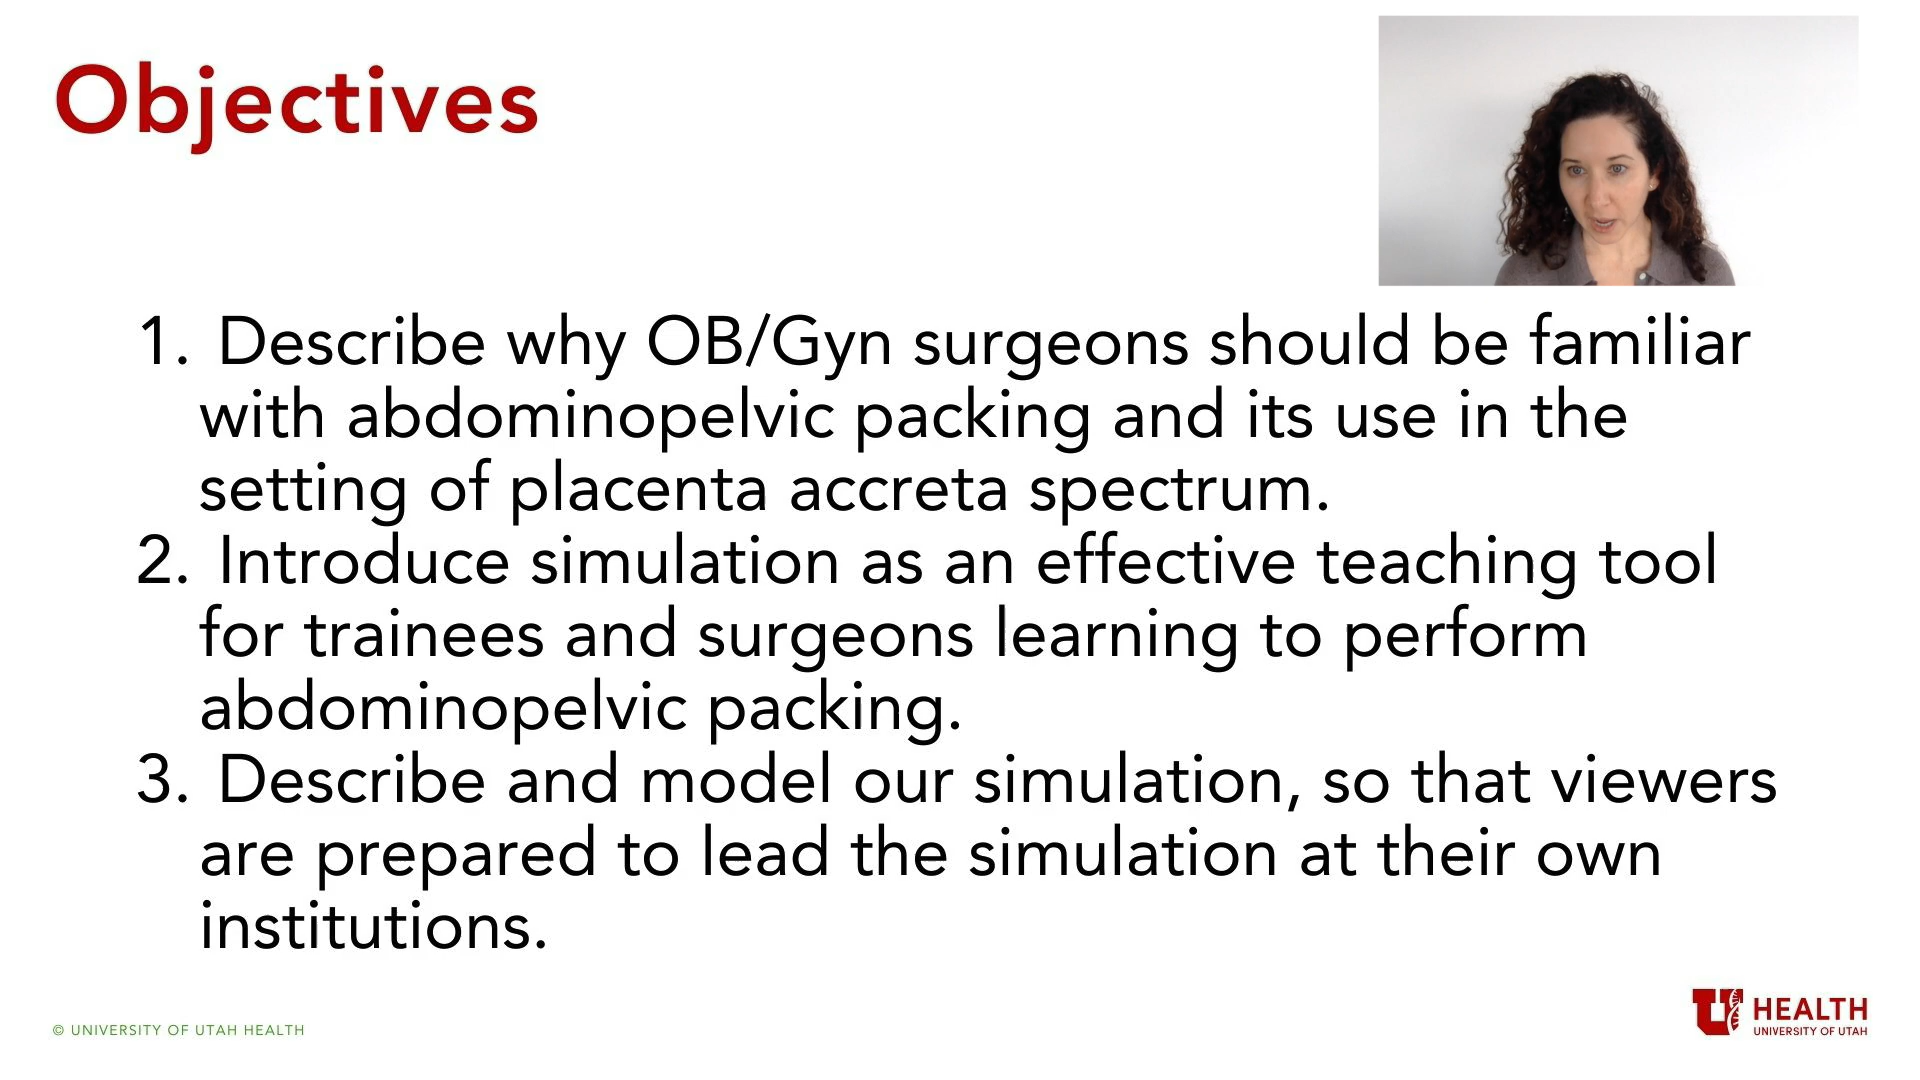 Objectives
1. Describe why OB/Gyn surgeons should be familiar
with abdominopelvic packing and its use in the
setting of placenta accreta spectrum.
2. Introduce simulation as an effective teaching tool
for trainees and surgeons learning to perform
abdominopelvic packing.
3. Describe and model our simulation, so that viewers
are prepared to lead the simulation at their own
institutions.
© UNIVERSITY OF UTAH HEALTH
U HEALTH
UNIVERSITY OF UTAH